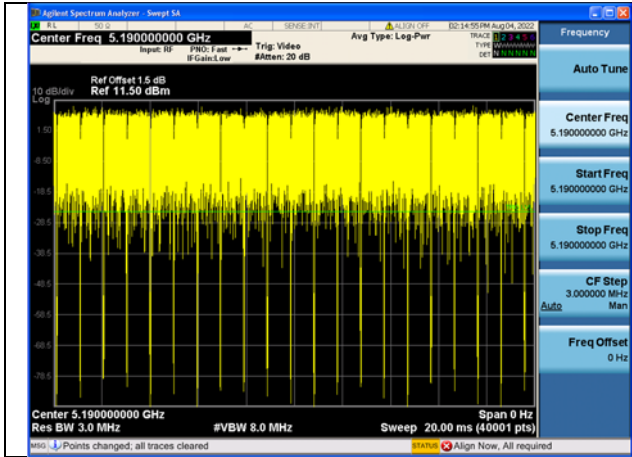 Agilent Spectrum Analyzer - Swept SA
RL 50 Ω AC SENSE:INT ALIGN OFF 02:14:55 PM Aug 04, 2022
Center Freq 5.190000000 GHz
Input: RF PNO: Fast Trig: Video Avg Type: Log-Pwr TRACE 1 2 3 4 5 6
IFGain:Low #Atten: 20 dB TYPE
DET N N N N N N
Ref Offset 1.5 dB
10 dB/div Ref 11.50 dBm
Log
1.50
-8.50
-18.5
-28.5
-38.5
-48.5
-58.5
-68.5
-78.5
Center 5.190000000 GHz Span 0 Hz
Res BW 3.0 MHz #VBW 8.0 MHz Sweep 20.00 ms (40001 pts)
MSG Points changed; all traces cleared STATUS Align Now, All required
Frequency
Auto Tune
Center Freq
5.190000000 GHz
Start Freq
5.190000000 GHz
Stop Freq
5.190000000 GHz
CF Step
3.000000 MHz
Auto Man
Freq Offset
0 Hz